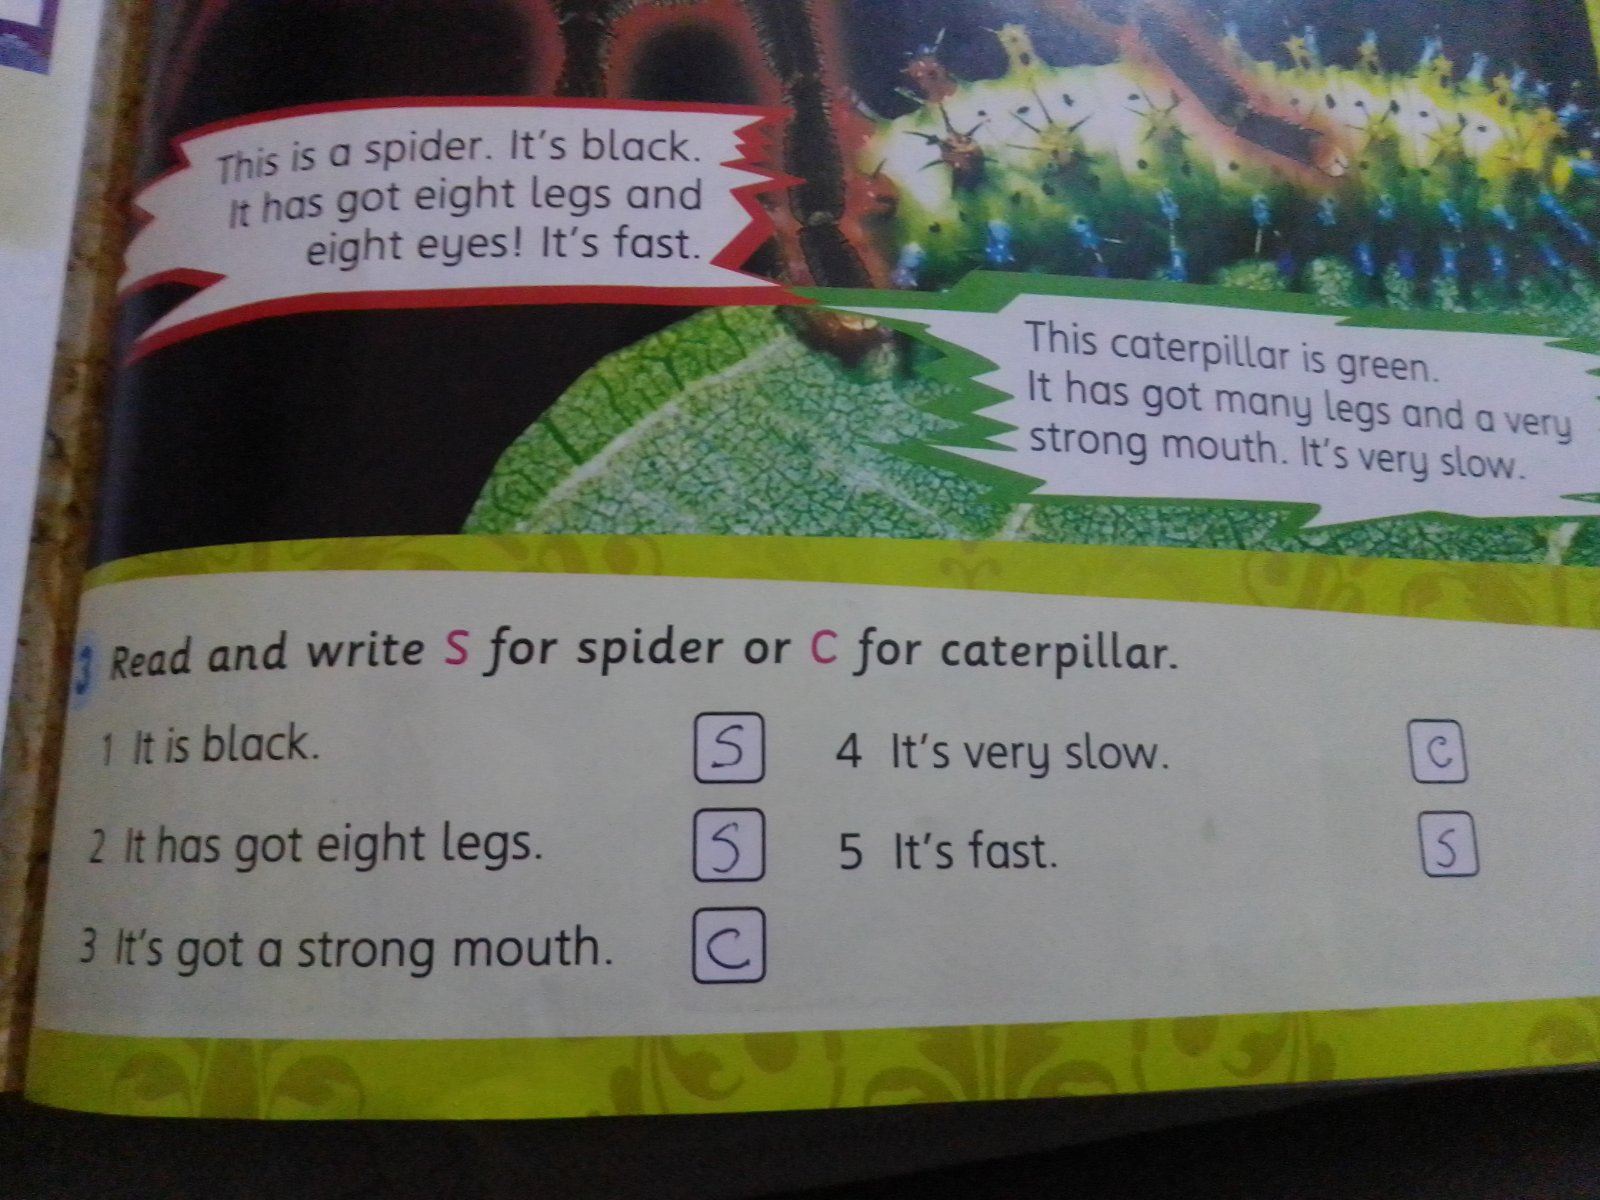 This is a spider. It's black.
It has got eight legs and
eight eyes! It's fast.
This caterpillar is green.
It has got many legs and a very
strong mouth. It's very slow.
3 Read and write S for spider or C for caterpillar.
1 It is black. S
2 It has got eight legs. S
3 It's got a strong mouth. C
4 It's very slow. C
5 It's fast. S